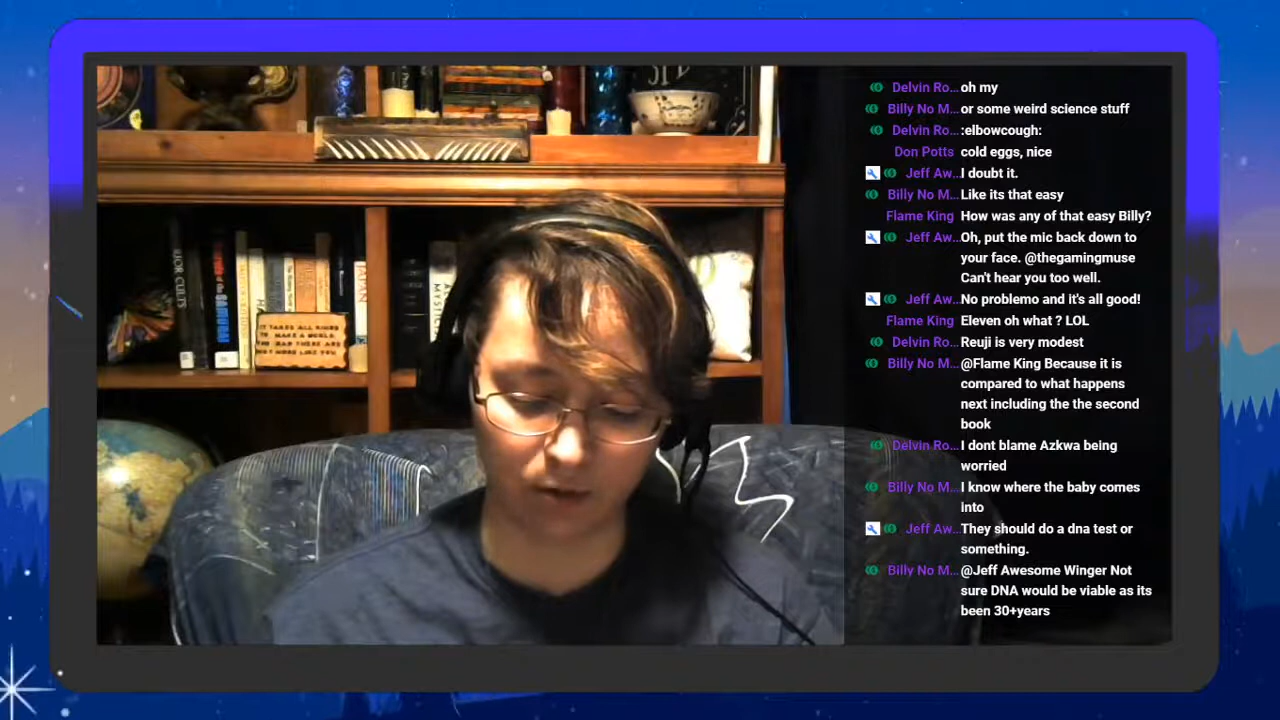 Delvin Ro... oh my
Billy No M... or some weird science stuff
Delvin Ro... :elbowcough:
Don Potts cold eggs, nice
Jeff Aw... I doubt it.
Billy No M... Like its that easy
Flame King How was any of that easy Billy?
Jeff Aw... Oh, put the mic back down to
your face. @thegamingmuse
Can't hear you too well.
Jeff Aw... No problemo and it's all good!
Flame King Eleven oh what ? LOL
Delvin Ro... Reuji is very modest
Billy No M... @Flame King Because it is
compared to what happens
next including the the second
book
Delvin Ro... I dont blame Azkwa being
worried
Billy No M... I know where the baby comes
into
Jeff Aw... They should do a dna test or
something.
Billy No M... @Jeff Awesome Winger Not
sure DNA would be viable as its
been 30+years
IT TAKES ALL KINDS
TO MAKE A WORLD.
TOO BAD THERE ARE
NOT MORE LIKE YOU
SAMURAI
JAPAN